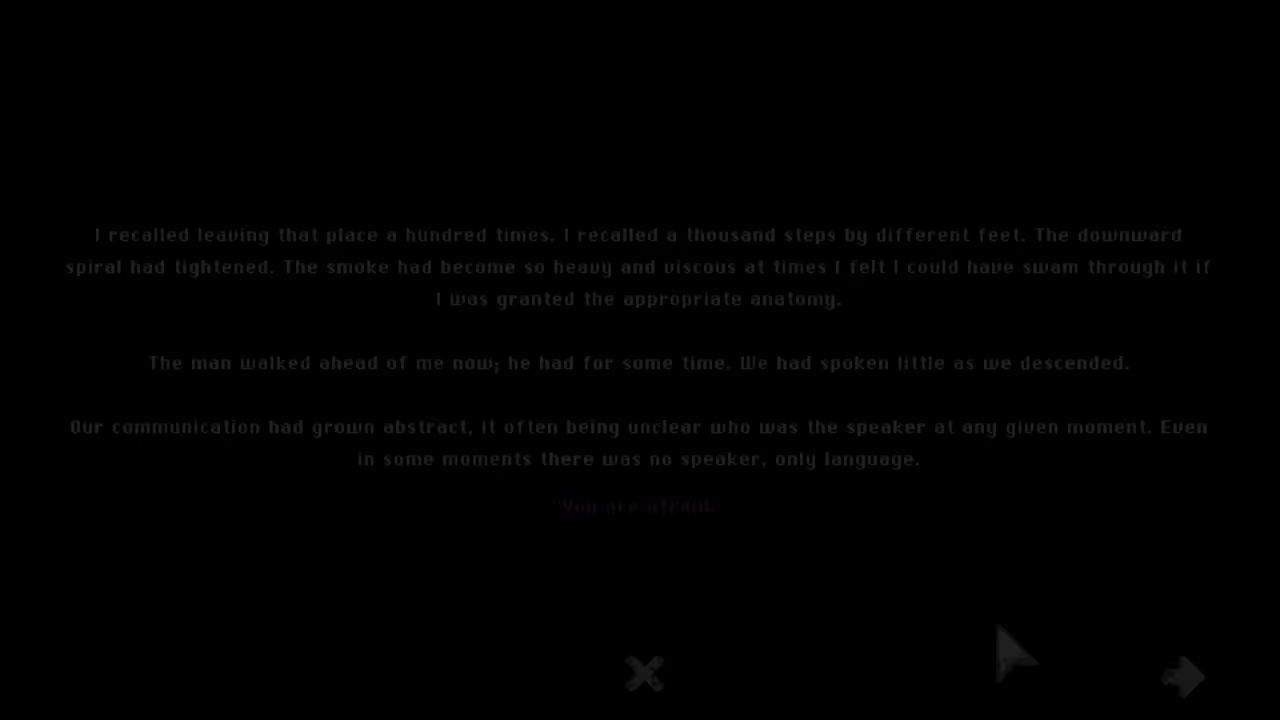 I recalled leaving that place a hundred times. I recalled a thousand steps by different feet. The downward
spiral had tightened. The smoke had become so heavy and viscous at times I felt I could have swam through it if
I was granted the appropriate anatomy.
The man walked ahead of me now; he had for some time. We had spoken little as we descended.
Our communication had grown abstract, it often being unclear who was the speaker at any given moment. Even
in some moments there was no speaker, only language.
"You are afraid."